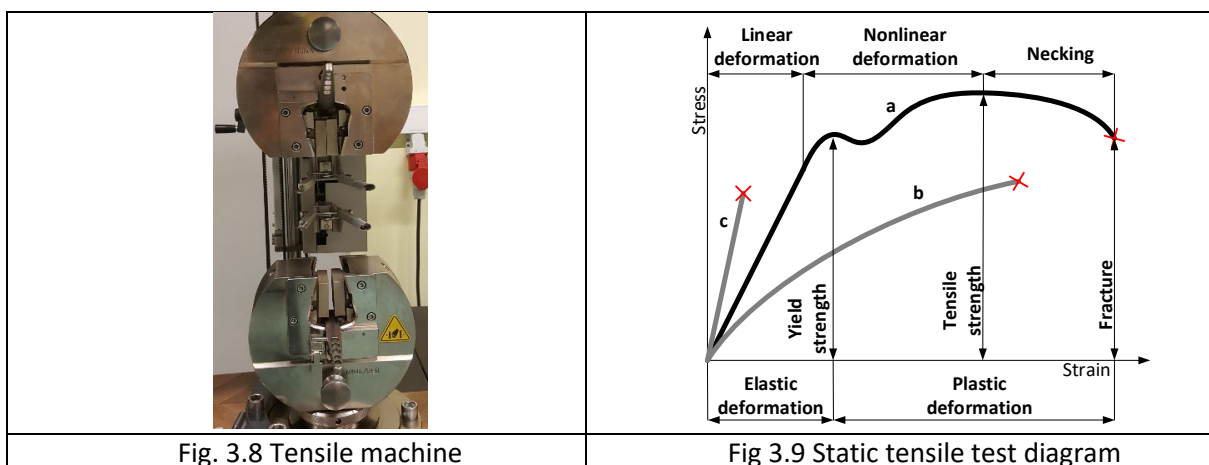 Linear
deformation
Nonlinear
deformation
Necking
Stress
a
b
c
Yield
strength
Tensile
strength
Fracture
Strain
Elastic
deformation
Plastic
deformation
Fig. 3.8 Tensile machine
Fig 3.9 Static tensile test diagram